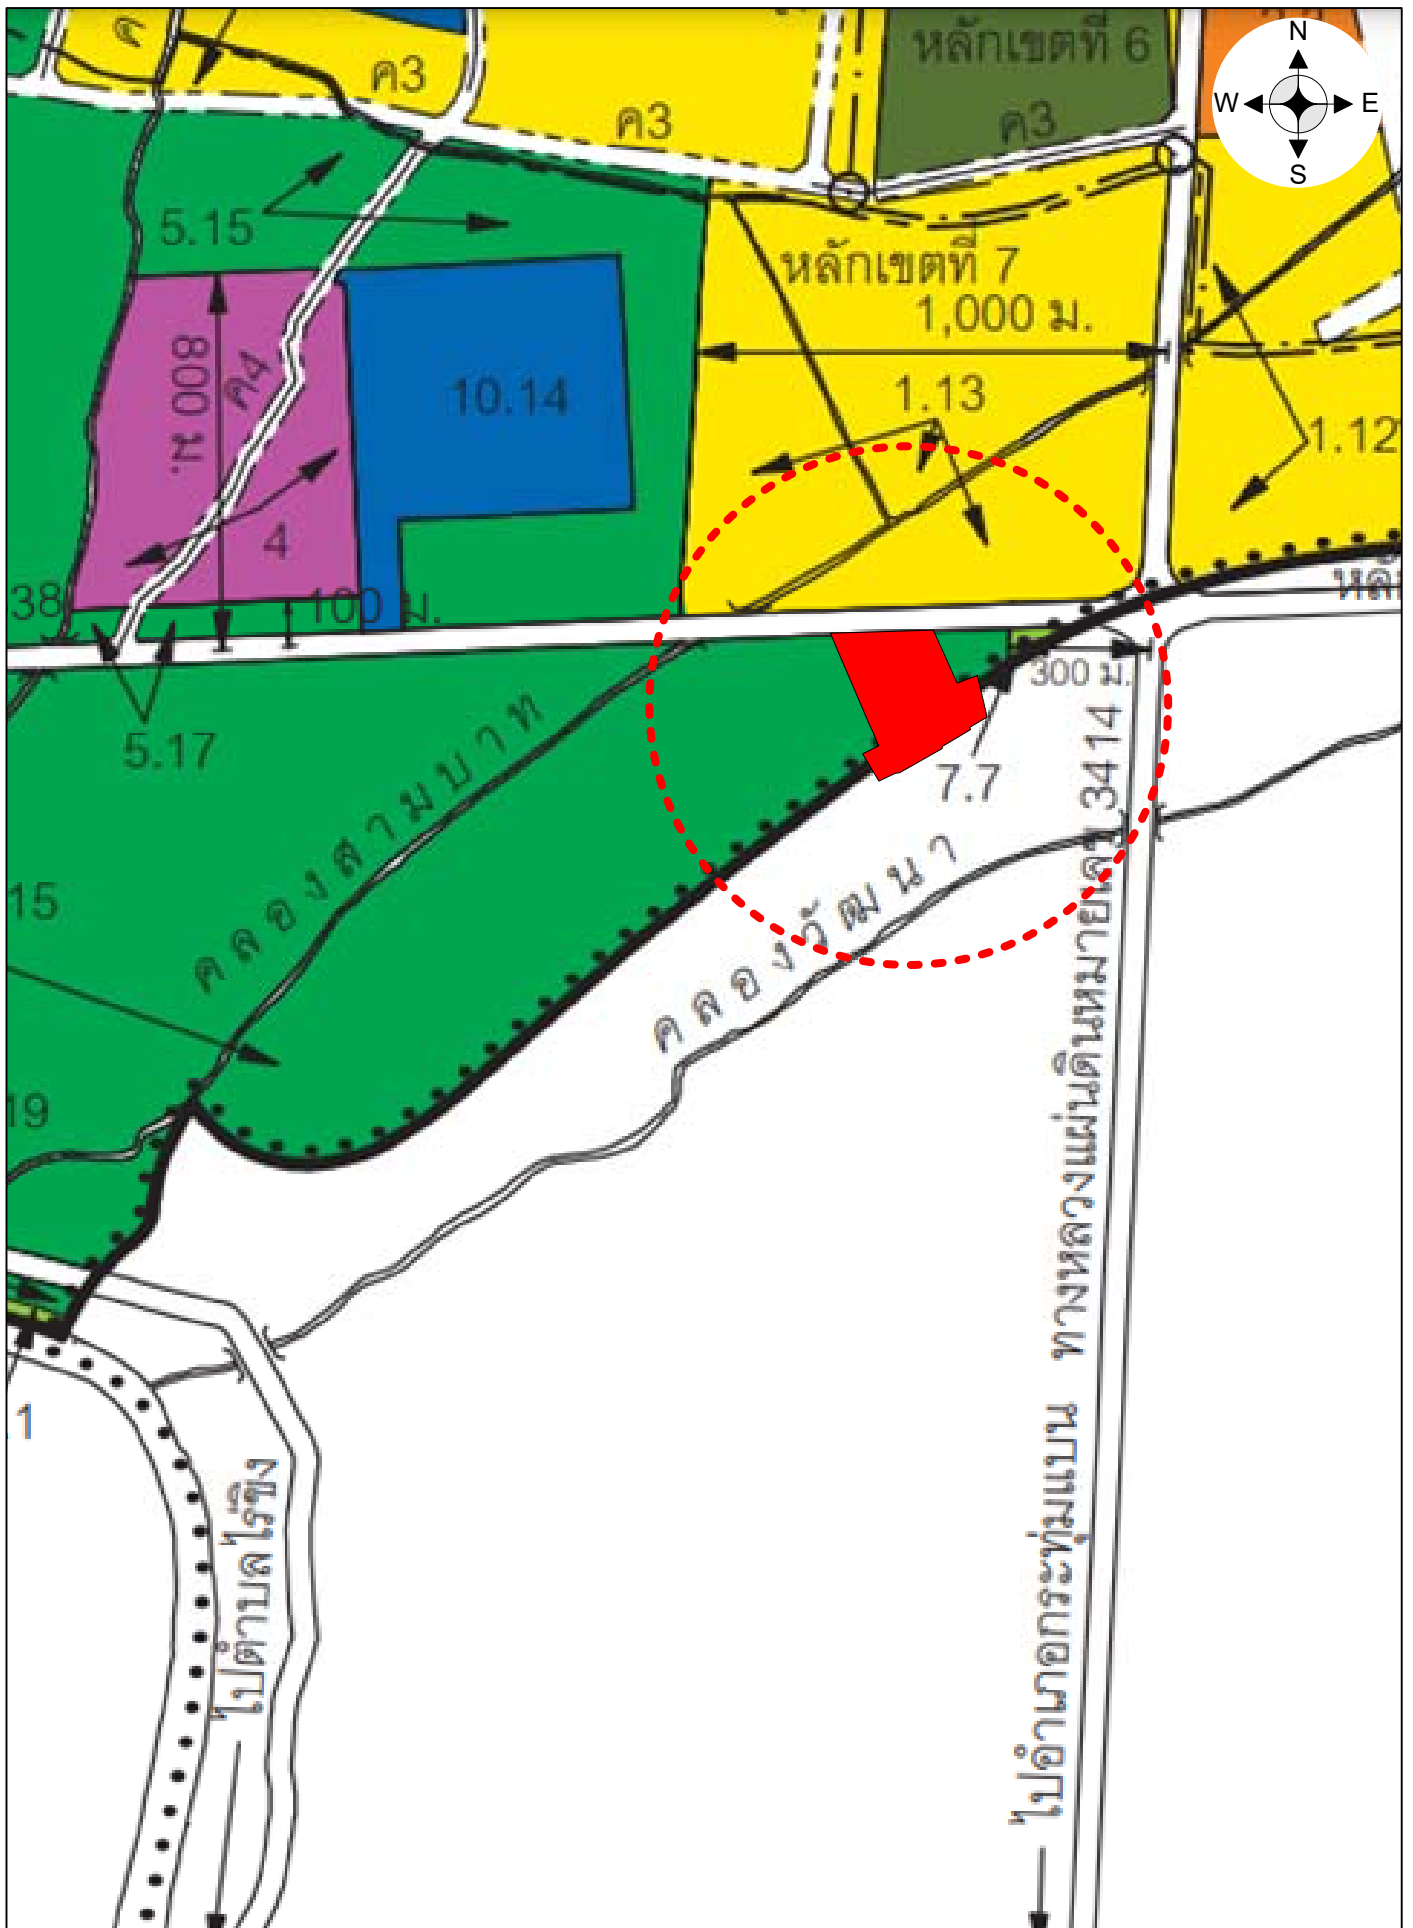 หลักเขตที่ 6
N
W
E
S
ค
ค3
ค3
ค3
5.15
หลักเขตที่ 7
1,000 ม.
800 ม.
ค4
10.14
1.13
1.12
4
38
100 ม.
หลั
300 ม.
5.17
7.7
คลองสามบาท
คลองวัฒนา
ทางหลวงแผ่นดินหมายเลข 3414
15
19
.1
ไปตำบลไร่ขิง
ไปอำเภอกระทุ่มแบน